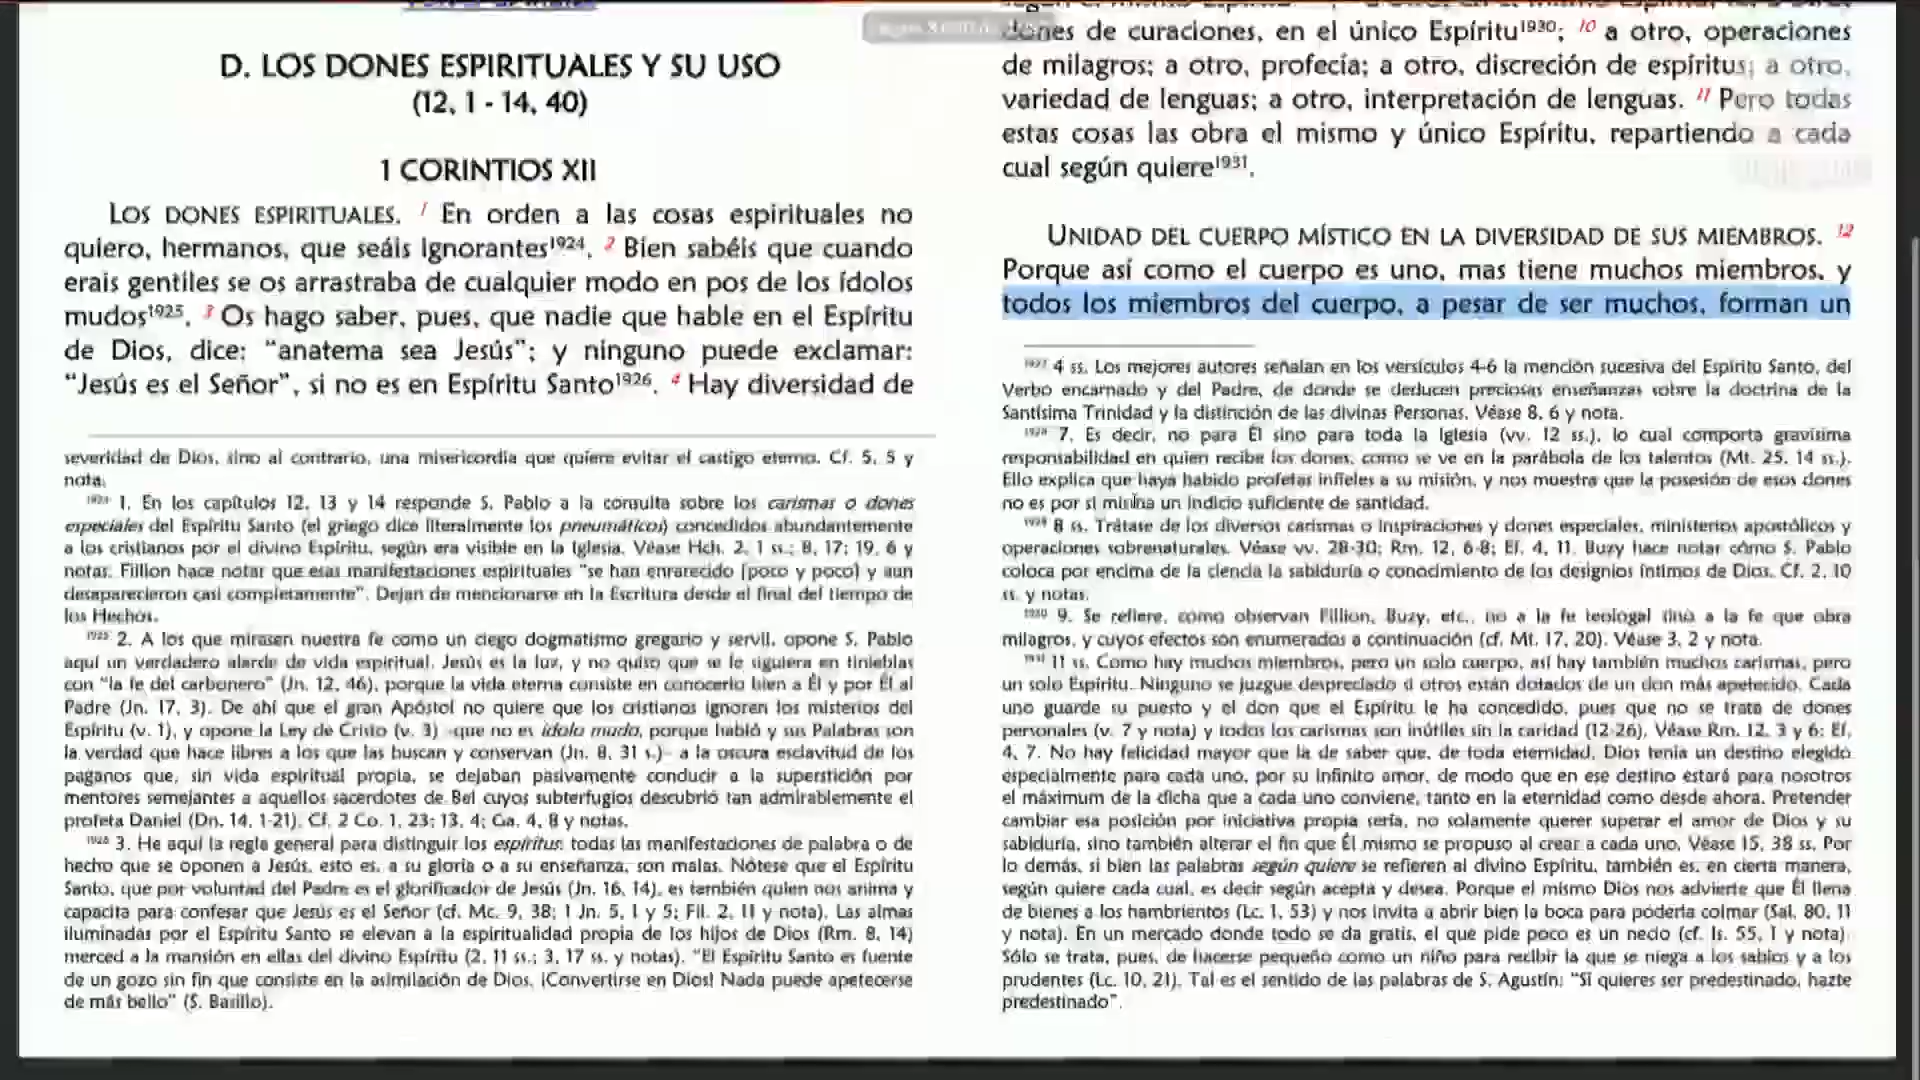 D. LOS DONES ESPIRITUALES Y SU USO
(12, 1 - 14, 40)
1 CORINTIOS XII
LOS DONES ESPIRITUALES. 1 En orden a las cosas espirituales no
quiero, hermanos, que seáis ignorantes1924. 2 Bien sabéis que cuando
erais gentiles se os arrastraba de cualquier modo en pos de los ídolos
mudos1925. 3 Os hago saber, pues, que nadie que hable en el Espíritu
de Dios, dice: “anatema sea Jesús”; y ninguno puede exclamar:
“Jesús es el Señor”, si no es en Espíritu Santo1926. 4 Hay diversidad de
severidad de Dios, sino al contrario, una misericordia que quiere evitar el castigo eterno. Cf. 5, 5 y
nota.
1924 1. En los capítulos 12, 13 y 14 responde S. Pablo a la consulta sobre los carismas o dones
especiales del Espíritu Santo (el griego dice literalmente los pneumáticos) concedidos abundantemente
a los cristianos por el divino Espíritu, según era visible en la Iglesia. Véase Hch. 2, 1 ss.; 8, 17; 19, 6 y
notas. Fillion hace notar que esas manifestaciones espirituales “se han enrarecido [poco y poco] y aun
desaparecieron casi completamente”. Dejan de mencionarse en la Escritura desde el final del tiempo de
los Hechos.
1925 2. A los que mirasen nuestra fe como un ciego dogmatismo gregario y servil, opone S. Pablo
aquí un verdadero alarde de vida espiritual. Jesús es la luz, y no quiso que se le siguiera en tinieblas
con “la fe del carbonero” (Jn. 12, 46), porque la vida eterna consiste en conocerlo bien a Él y por Él al
Padre (Jn. 17, 3). De ahí que el gran Apóstol no quiere que los cristianos ignoren los misterios del
Espíritu (v. 1), y opone la Ley de Cristo (v. 3) -que no es ídolo mudo, porque habló y sus Palabras son
la verdad que hace libres a los que las buscan y conservan (Jn. 8, 31 s.)- a la oscura esclavitud de los
paganos que, sin vida espiritual propia, se dejaban pasivamente conducir a la superstición por
mentores semejantes a aquellos sacerdotes de Bel cuyos subterfugios descubrió tan admirablemente el
profeta Daniel (Dn. 14, 1-21). Cf. 2 Co. 1, 23; 13, 4; Ga. 4, 8 y notas.
1926 3. He aquí la regla general para distinguir los espíritus: todas las manifestaciones de palabra o de
hecho que se oponen a Jesús, esto es, a su gloria o a su enseñanza, son malas. Nótese que el Espíritu
Santo, que por voluntad del Padre es el glorificador de Jesús (Jn. 16, 14), es también quien nos anima y
capacita para confesar que Jesús es el Señor (cf. Mc. 9, 38; 1 Jn. 5, 1 y 5; Fil. 2, 11 y nota). Las almas
iluminadas por el Espíritu Santo se elevan a la espiritualidad propia de los hijos de Dios (Rm. 8, 14)
merced a la mansión en ellas del divino Espíritu (2, 11 ss.; 3, 17 ss. y notas). “El Espíritu Santo es fuente
de un gozo sin fin que consiste en la asimilación de Dios. ¡Convertirse en Dios! Nada puede apetecerse
de más bello” (S. Basilio).
dones de curaciones, en el único Espíritu1930; 10 a otro, operaciones
de milagros; a otro, profecía; a otro, discreción de espíritus; a otro,
variedad de lenguas; a otro, interpretación de lenguas. 11 Pero todas
estas cosas las obra el mismo y único Espíritu, repartiendo a cada
cual según quiere1931.
UNIDAD DEL CUERPO MÍSTICO EN LA DIVERSIDAD DE SUS MIEMBROS. 12
Porque así como el cuerpo es uno, mas tiene muchos miembros, y
todos los miembros del cuerpo, a pesar de ser muchos, forman un
1927 4 ss. Los mejores autores señalan en los versículos 4-6 la mención sucesiva del Espíritu Santo, del
Verbo encarnado y del Padre, de donde se deducen preciosas enseñanzas sobre la doctrina de la
Santísima Trinidad y la distinción de las divinas Personas. Véase 8, 6 y nota.
1928 7. Es decir, no para Él sino para toda la Iglesia (vv. 12 ss.), lo cual comporta gravísima
responsabilidad en quien recibe los dones, como se ve en la parábola de los talentos (Mt. 25, 14 ss.).
Ello explica que haya habido profetas infieles a su misión, y nos muestra que la posesión de esos dones
no es por sí misma un indicio suficiente de santidad.
1929 8 ss. Trátase de los diversos carismas o inspiraciones y dones especiales, ministerios apostólicos y
operaciones sobrenaturales. Véase vv. 28-30; Rm. 12, 6-8; Ef. 4, 11. Buzy hace notar cómo S. Pablo
coloca por encima de la ciencia la sabiduría o conocimiento de los designios íntimos de Dios. Cf. 2, 10
ss. y notas.
1930 9. Se refiere, como observan Fillion, Buzy, etc., no a la fe teologal sino a la fe que obra
milagros, y cuyos efectos son enumerados a continuación (cf. Mt. 17, 20). Véase 3, 2 y nota.
1931 11 ss. Como hay muchos miembros, pero un solo cuerpo, así hay también muchos carismas, pero
un solo Espíritu. Ninguno se juzgue despreciado si otros están dotados de un don más apetecido. Cada
uno guarde su puesto y el don que el Espíritu le ha concedido, pues que no se trata de dones
personales (v. 7 y nota) y todos los carismas son inútiles sin la caridad (12-26). Véase Rm. 12, 3 y 6; Ef.
4, 7. No hay felicidad mayor que la de saber que, de toda eternidad, Dios tenía un destino elegido
especialmente para cada uno, por su infinito amor, de modo que en ese destino estará para nosotros
el máximum de la dicha que a cada uno conviene, tanto en la eternidad como desde ahora. Pretender
cambiar esa posición por iniciativa propia sería, no solamente querer superar el amor de Dios y su
sabiduría, sino también alterar el fin que Él mismo se propuso al crear a cada uno. Véase 15, 38 ss. Por
lo demás, si bien las palabras según quiere se refieren al divino Espíritu, también es, en cierta manera,
según quiere cada cual, es decir según acepta y desea. Porque el mismo Dios nos advierte que Él llena
de bienes a los hambrientos (Lc. 1, 53) y nos invita a abrir bien la boca para poderla colmar (Sal. 80, 11
y nota). En un mercado donde todo se da gratis, el que pide poco es un necio (cf. Is. 55, 1 y nota).
Sólo se trata, pues, de hacerse pequeño como un niño para recibir la que se niega a los sabios y a los
prudentes (Lc. 10, 21). Tal es el sentido de las palabras de S. Agustín: “Si quieres ser predestinado, hazte
predestinado”.